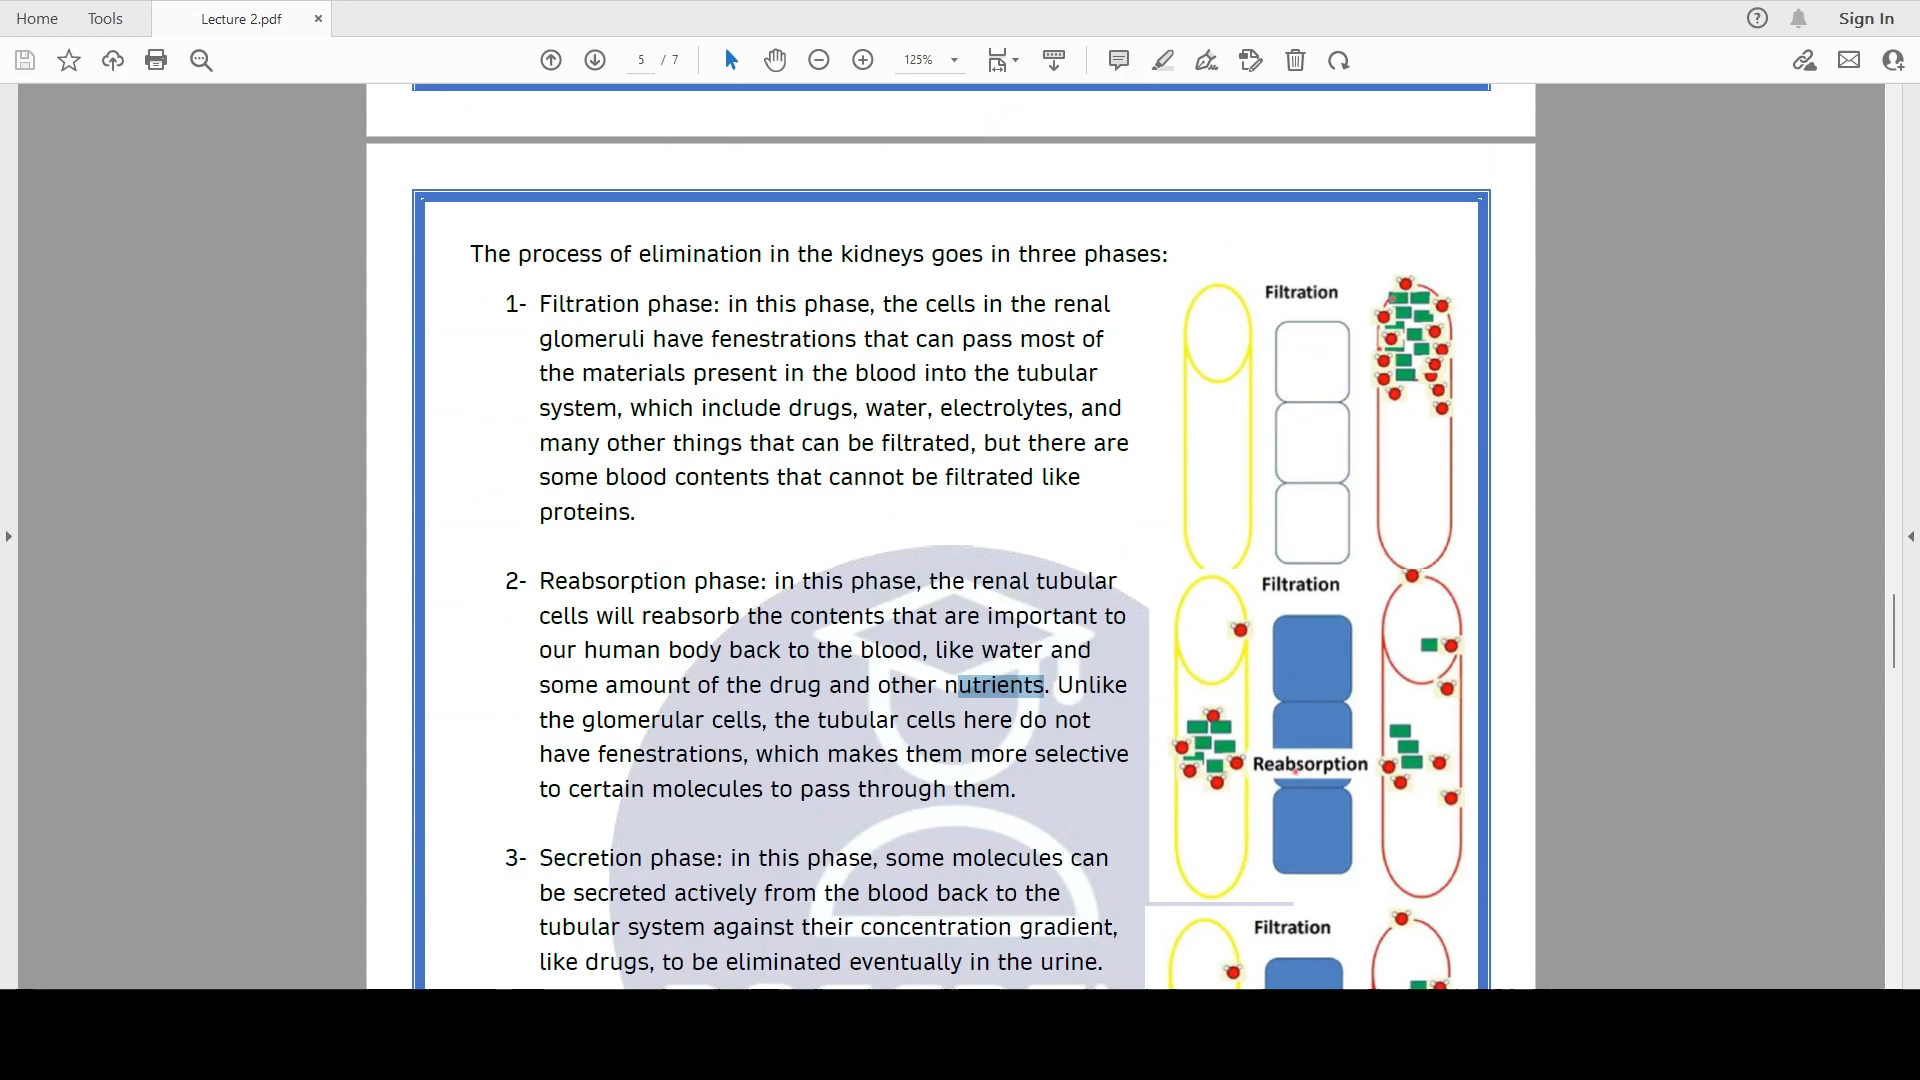 Home Tools Lecture 2.pdf × Sign In
5 / 7 125%
The process of elimination in the kidneys goes in three phases:
1- Filtration phase: in this phase, the cells in the renal
glomeruli have fenestrations that can pass most of
the materials present in the blood into the tubular
system, which include drugs, water, electrolytes, and
many other things that can be filtrated, but there are
some blood contents that cannot be filtrated like
proteins.
2- Reabsorption phase: in this phase, the renal tubular
cells will reabsorb the contents that are important to
our human body back to the blood, like water and
some amount of the drug and other nutrients. Unlike
the glomerular cells, the tubular cells here do not
have fenestrations, which makes them more selective
to certain molecules to pass through them.
3- Secretion phase: in this phase, some molecules can
be secreted actively from the blood back to the
tubular system against their concentration gradient,
like drugs, to be eliminated eventually in the urine.
Filtration
Filtration
Reabsorption
Filtration